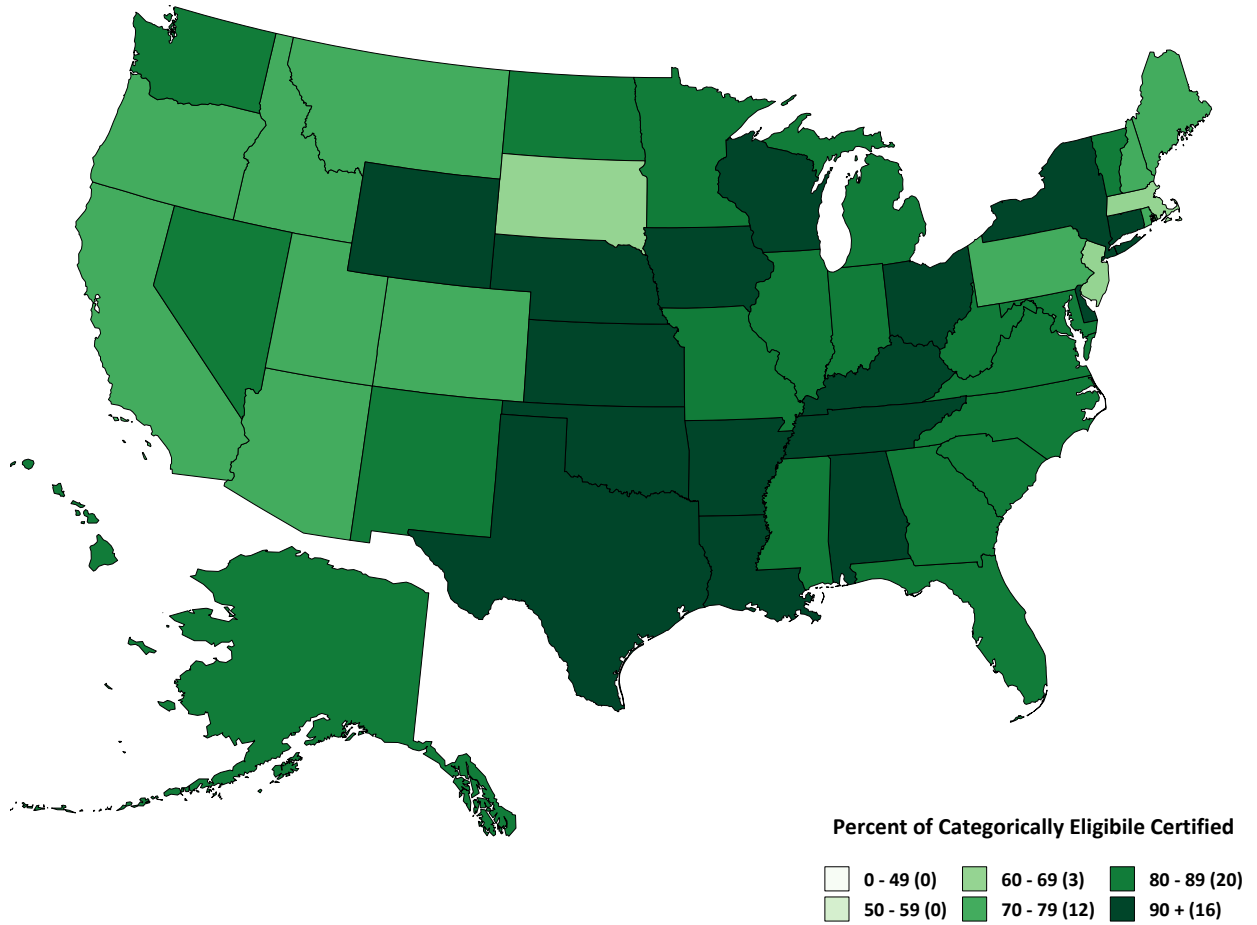 Percent of Categorically Eligibile Certified
0 - 49 (0)
60 - 69 (3)
80 - 89 (20)
50 - 59 (0)
70 - 79 (12)
90 + (16)